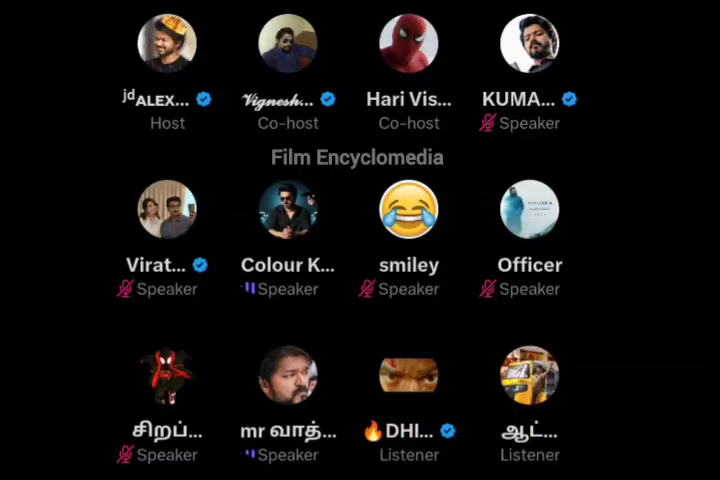 jdALEX... Vignesh... Hari Vis... KUMA...
Host Co-host Co-host Speaker
Film Encyclomedia
Virat... Colour K... smiley Officer
Speaker Speaker Speaker Speaker
சிறப்... mr வாத்... 🔥DHI... ஆட்...
Speaker Speaker Listener Listener